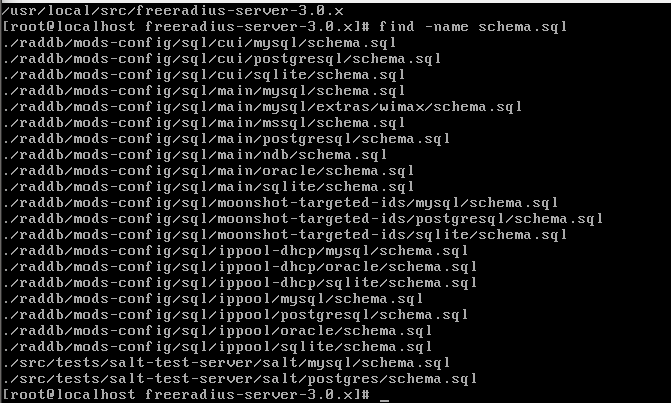 /usr/local/src/freeradius-server-3.0.x
[root@localhost freeradius-server-3.0.x]# find -name schema.sql
./raddb/mods-config/sql/cui/mysql/schema.sql
./raddb/mods-config/sql/cui/postgresql/schema.sql
./raddb/mods-config/sql/cui/sqlite/schema.sql
./raddb/mods-config/sql/main/mysql/schema.sql
./raddb/mods-config/sql/main/mysql/extras/wimax/schema.sql
./raddb/mods-config/sql/main/mssql/schema.sql
./raddb/mods-config/sql/main/postgresql/schema.sql
./raddb/mods-config/sql/main/ndb/schema.sql
./raddb/mods-config/sql/main/oracle/schema.sql
./raddb/mods-config/sql/main/sqlite/schema.sql
./raddb/mods-config/sql/moonshot-targeted-ids/mysql/schema.sql
./raddb/mods-config/sql/moonshot-targeted-ids/postgresql/schema.sql
./raddb/mods-config/sql/moonshot-targeted-ids/sqlite/schema.sql
./raddb/mods-config/sql/ippool-dhcp/mysql/schema.sql
./raddb/mods-config/sql/ippool-dhcp/oracle/schema.sql
./raddb/mods-config/sql/ippool-dhcp/sqlite/schema.sql
./raddb/mods-config/sql/ippool/mysql/schema.sql
./raddb/mods-config/sql/ippool/postgresql/schema.sql
./raddb/mods-config/sql/ippool/oracle/schema.sql
./raddb/mods-config/sql/ippool/sqlite/schema.sql
./src/tests/salt-test-server/salt/mysql/schema.sql
./src/tests/salt-test-server/salt/postgres/schema.sql
[root@localhost freeradius-server-3.0.x]# _